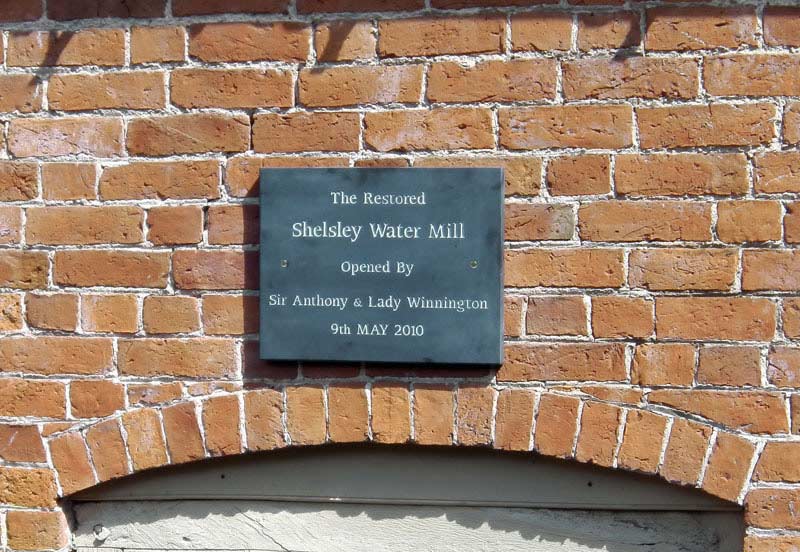 The Restored
Shelsley Water Mill
Opened By
Sir Anthony & Lady Winnington
9th MAY 2010